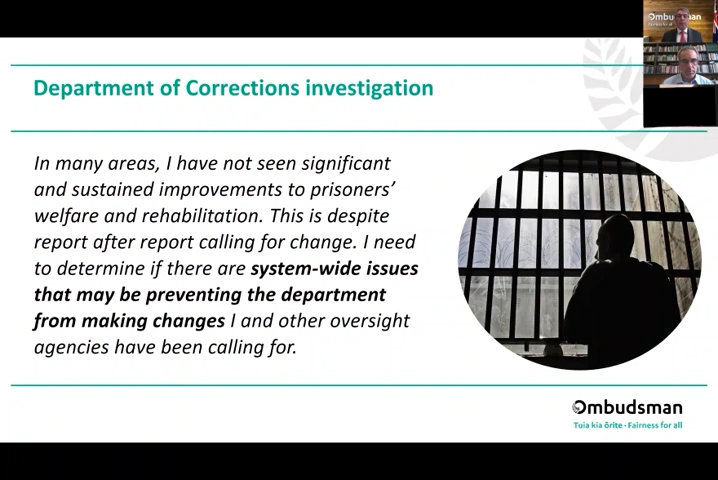 Ombudsman
Department of Corrections investigation
In many areas, I have not seen significant
and sustained improvements to prisoners’
welfare and rehabilitation. This is despite
report after report calling for change. I need
to determine if there are system-wide issues
that may be preventing the department
from making changes I and other oversight
agencies have been calling for.
Ombudsman
Tuia kia ōrite - Fairness for all